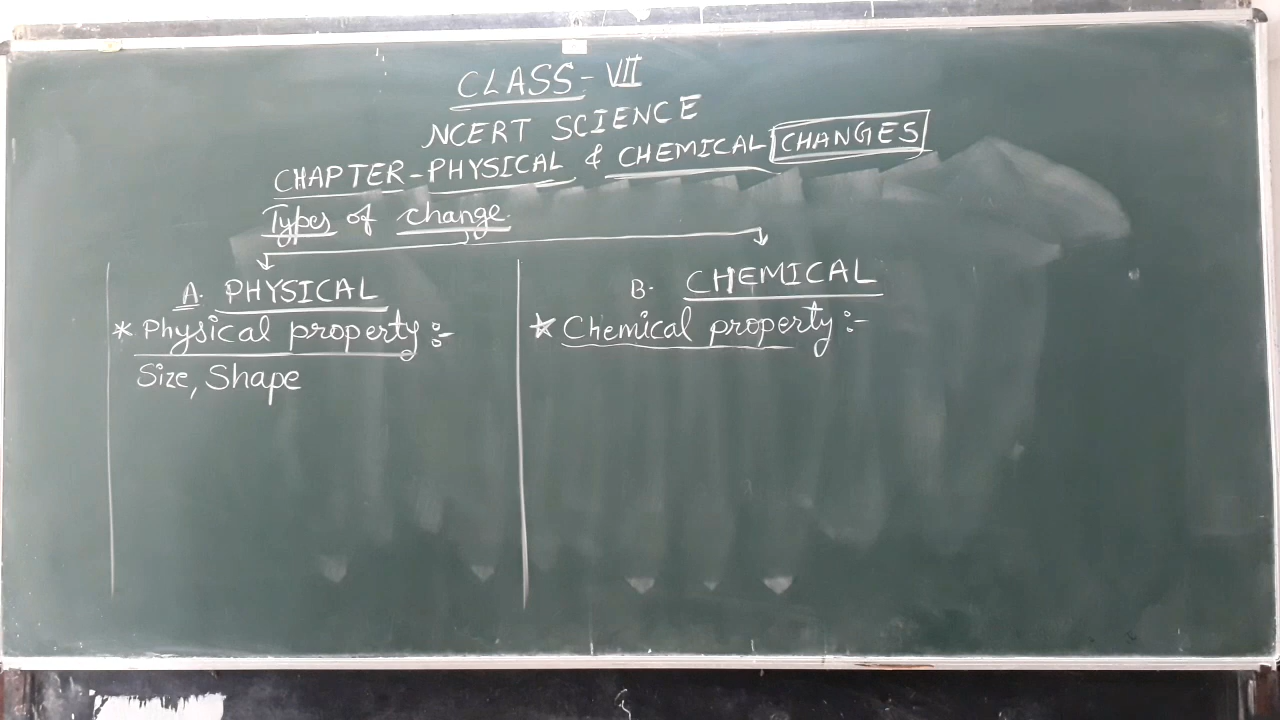 CLASS - VII
NCERT SCIENCE
CHAPTER - PHYSICAL & CHEMICAL CHANGES
Types of change
A. PHYSICAL
* Physical property :-
Size, Shape
B. CHEMICAL
* Chemical property :-